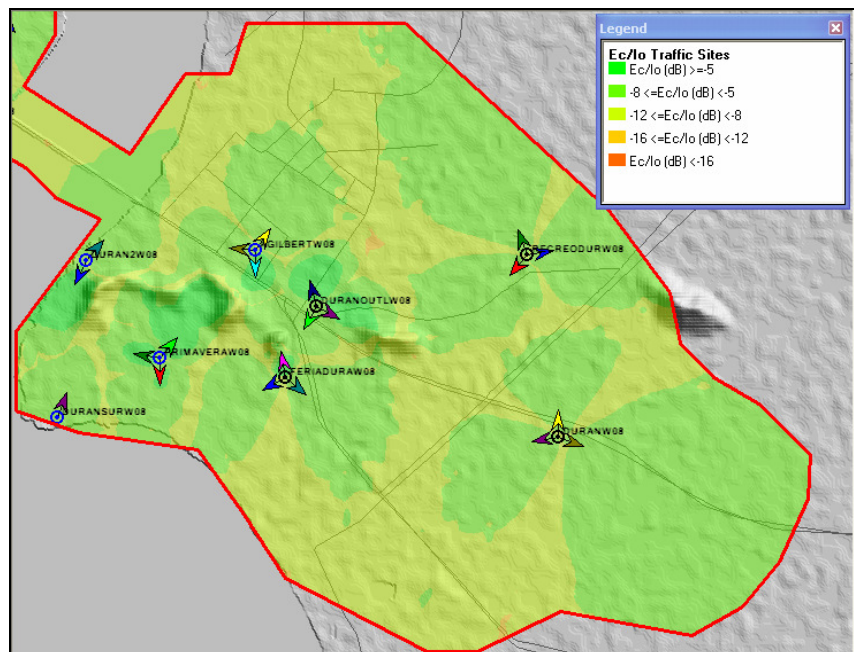 Legend
Ec/Io Traffic Sites
Ec/Io (dB) >=-5
-8 <=Ec/Io (dB) <-5
-12 <=Ec/Io (dB) <-8
-16 <=Ec/Io (dB) <-12
Ec/Io (dB) <-16
GILBERTW08
DURAN2W08
RECREODURW08
DURANOUTLW08
PRIMAVERAW08
FERIADURAW08
DURANSURW08
DURANW08